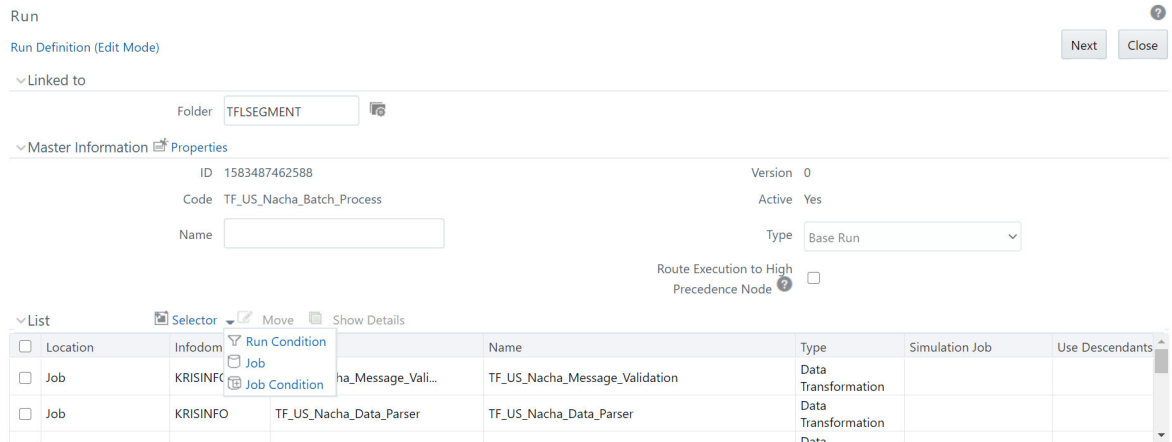 Run
Run Definition (Edit Mode)
Next
Close
Linked to
Folder
TFLSEGMENT
Master Information
Properties
ID
1583487462588
Version
0
Code
TF_US_Nacha_Batch_Process
Active
Yes
Name
Type
Base Run
Route Execution to High
Precedence Node
List
Selector
Move
Show Details
Run Condition
Job
Job Condition
Location
Infodom
Name
Type
Simulation Job
Use Descendants
Job
TF_US_Nacha_Message_Validation
Data
Transformation
Job
KRISINFO
TF_US_Nacha_Data_Parser
TF_US_Nacha_Data_Parser
Data
Transformation